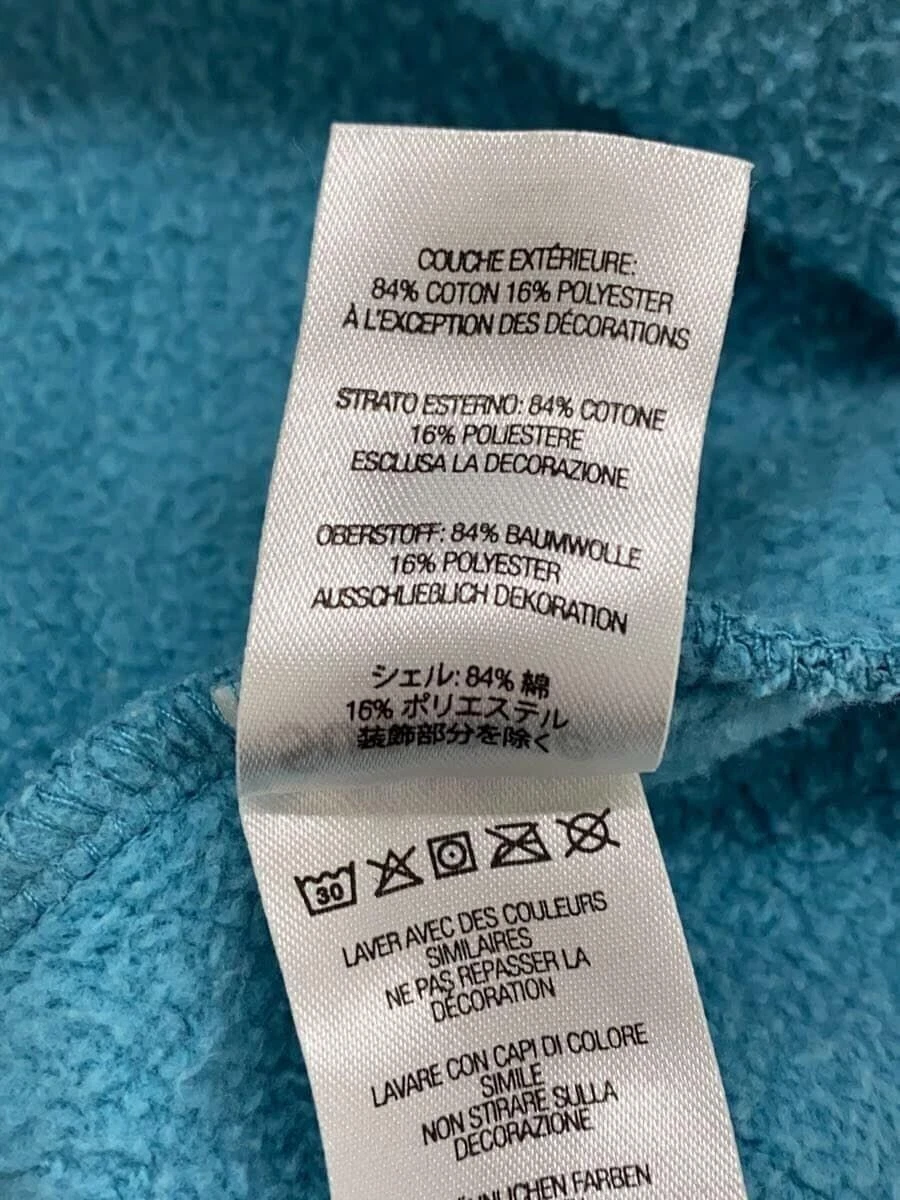 COUCHE EXTÉRIEURE:
84% COTON 16% POLYESTER
À L'EXCEPTION DES DÉCORATIONS
STRATO ESTERNO: 84% COTONE
16% POLIESTERE
ESCLUSA LA DECORAZIONE
OBERSTOFF: 84% BAUMWOLLE
16% POLYESTER
AUSSCHLIEßLICH DEKORATION
シェル: 84% 綿
16% ポリエステル
装飾部分を除く
30
LAVER AVEC DES COULEURS
SIMILAIRES
NE PAS REPASSER LA
DÉCORATION
LAVARE CON CAPI DI COLORE
SIMILE
NON STIRARE SULLA
DECORAZIONE
FARBEN